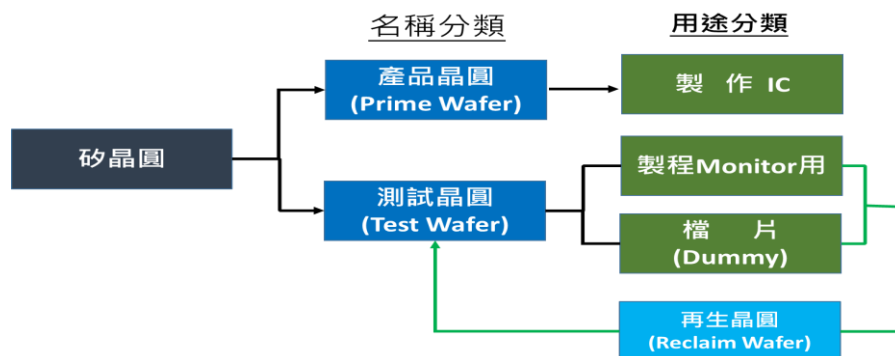 名稱分類
用途分類
產品晶圓
(Prime Wafer)
製 作 IC
矽晶圓
測試晶圓
(Test Wafer)
製程Monitor用
檔 片
(Dummy)
再生晶圓
(Reclaim Wafer)